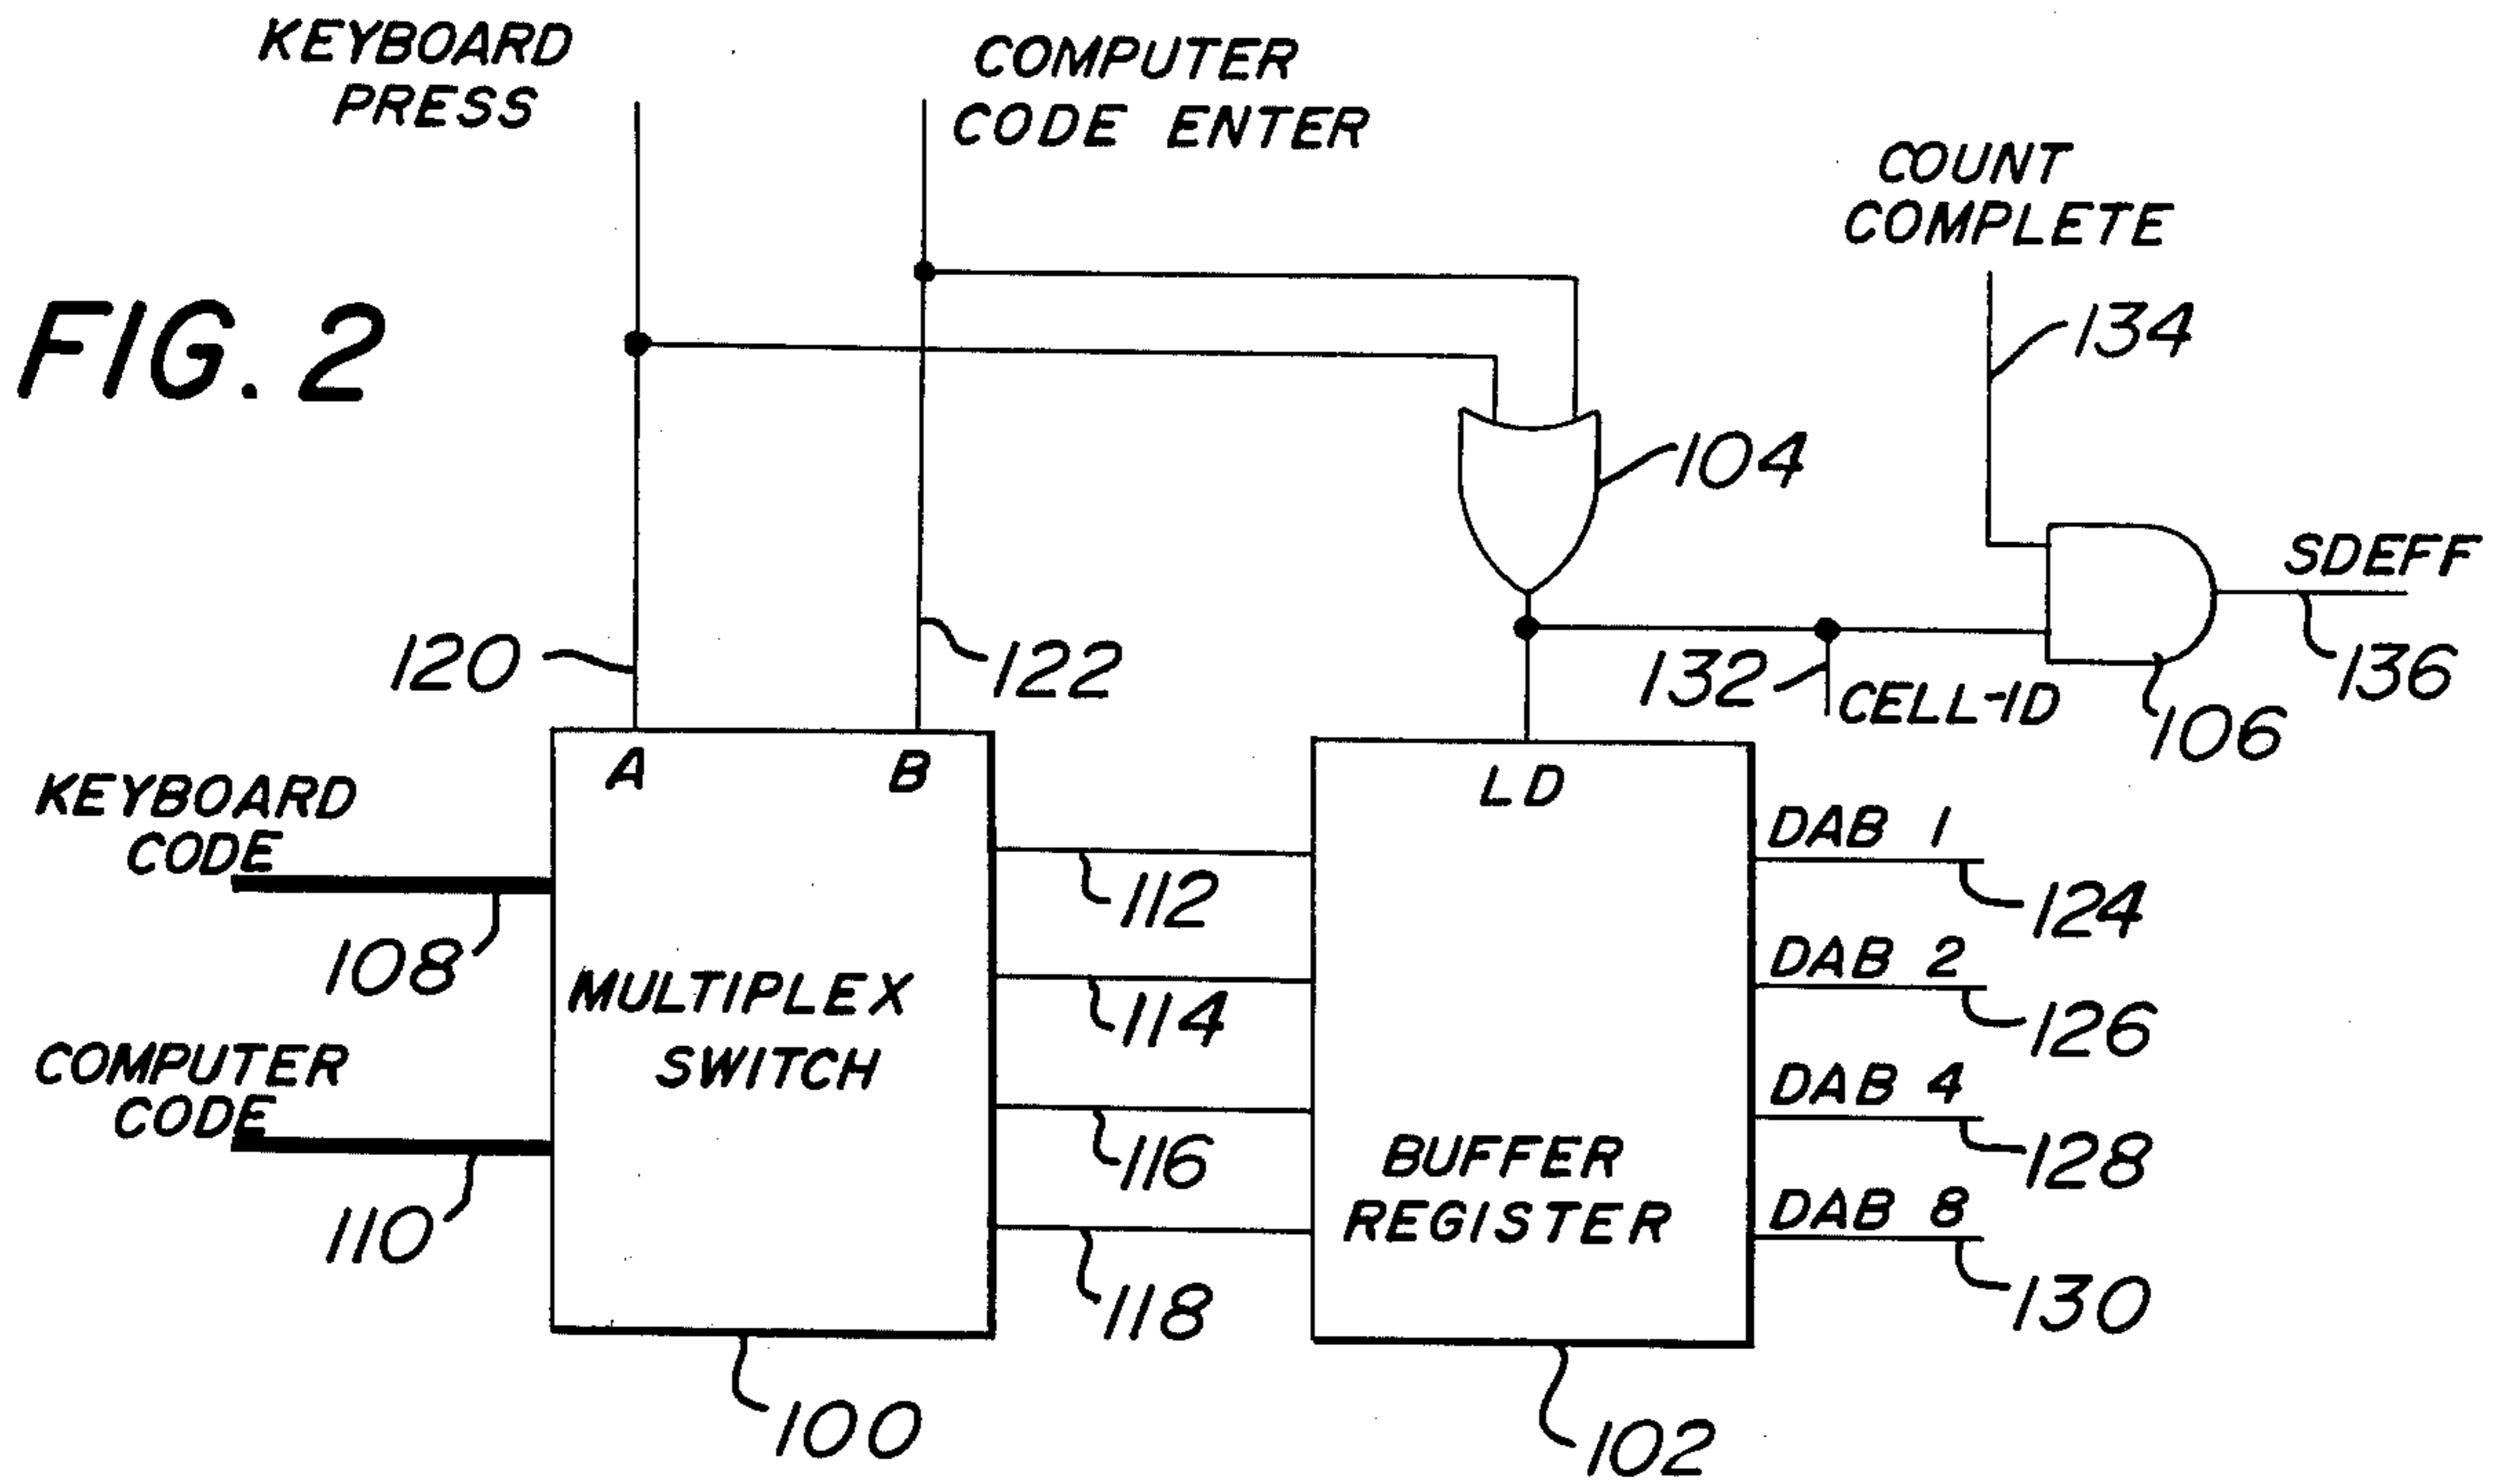 KEYBOARD
PRESS
COMPUTER
CODE ENTER
COUNT
COMPLETE
FIG. 2
134
104
SDEFF
136
120
122
132
CELL-ID
106
A
B
LD
KEYBOARD
CODE
108
112
DAB 1
124
MULTIPLEX
SWITCH
114
DAB 2
126
COMPUTER
CODE
110
116
BUFFER
REGISTER
DAB 4
128
118
DAB 8
130
100
102